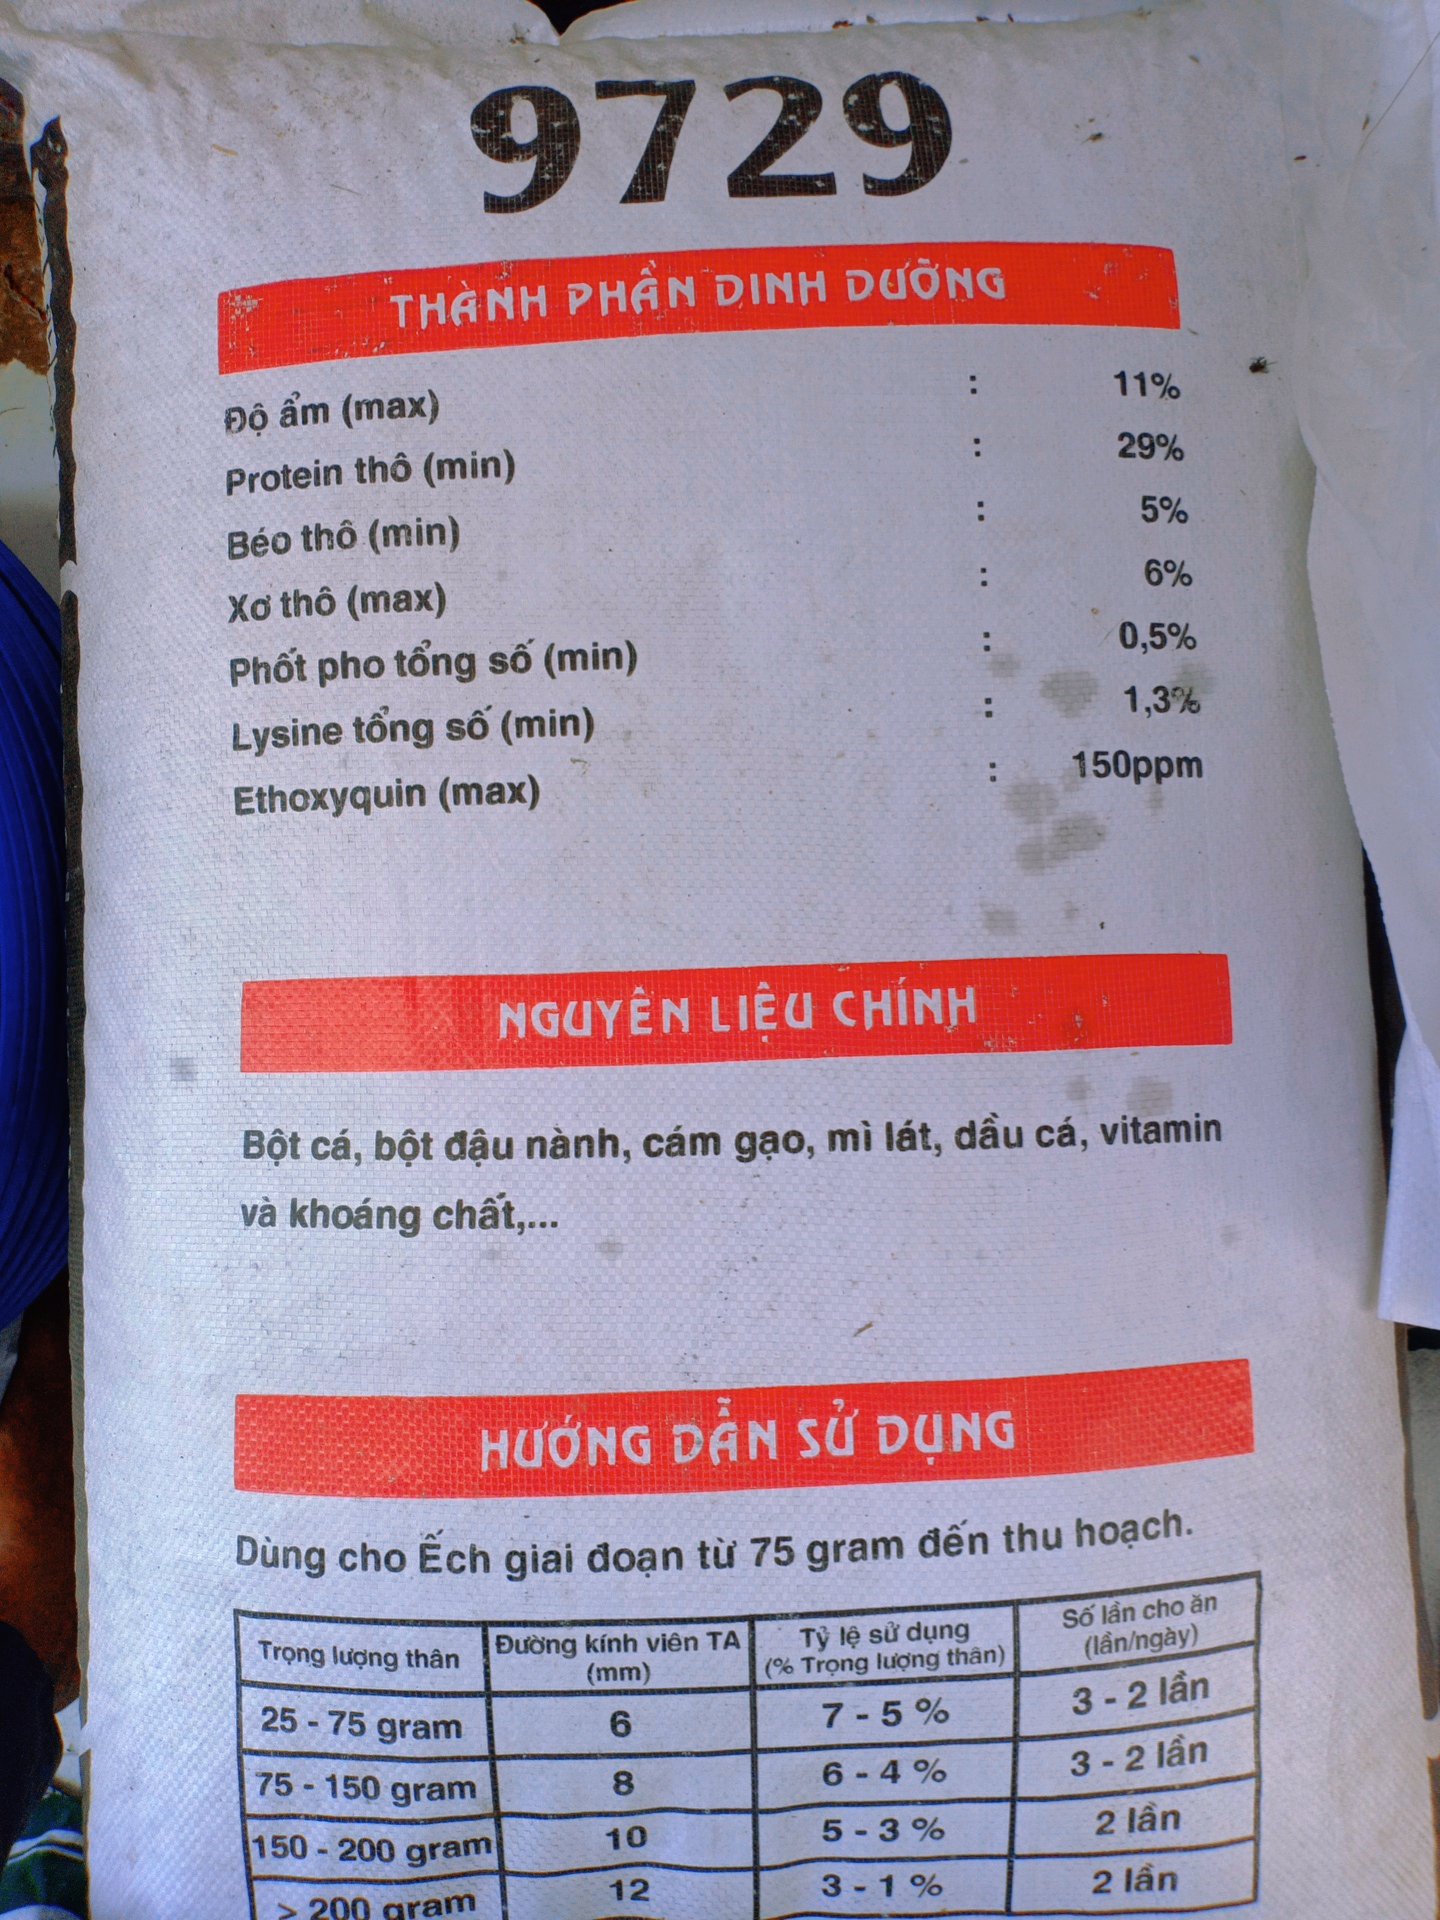 9729
THÀNH PHẦN DINH DƯỠNG
Độ ẩm (max) : 11%
Protein thô (min) : 29%
Béo thô (min) : 5%
Xơ thô (max) : 6%
Phốt pho tổng số (min) : 0,5%
Lysine tổng số (min) : 1,3%
Ethoxyquin (max) : 150ppm
NGUYÊN LIỆU CHÍNH
Bột cá, bột đậu nành, cám gạo, mì lát, dầu cá, vitamin
và khoáng chất,...
HƯỚNG DẪN SỬ DỤNG
Dùng cho Ếch giai đoạn từ 75 gram đến thu hoạch.
Trọng lượng thân Đường kính viên TA (mm) Tỷ lệ sử dụng (% Trọng lượng thân) Số lần cho ăn (lần/ngày)
25 - 75 gram 6 7 - 5 % 3 - 2 lần
75 - 150 gram 8 6 - 4 % 3 - 2 lần
150 - 200 gram 10 5 - 3 % 2 lần
> 200 gram 12 3 - 1 % 2 lần